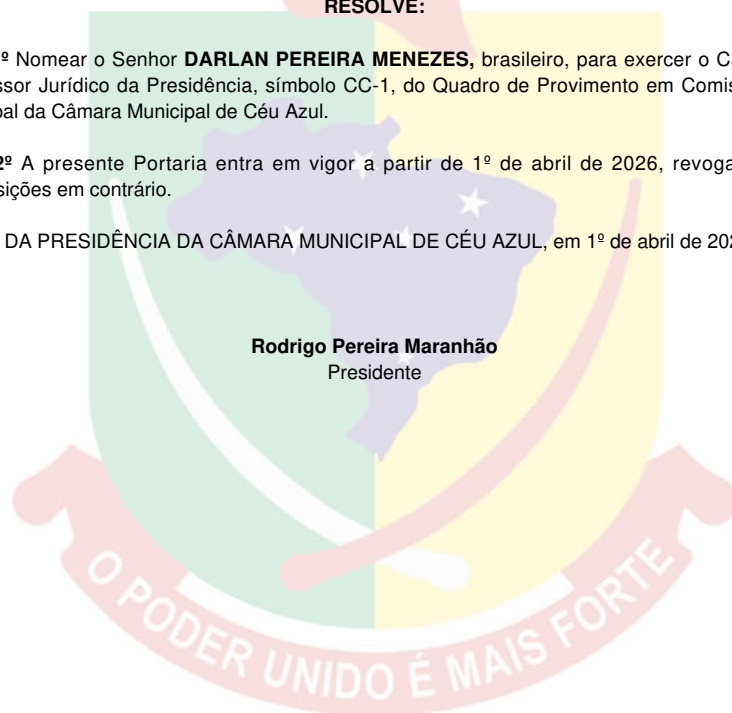 RESOLVE:
º Nomear o Senhor DARLAN PEREIRA MENEZES, brasileiro, para exercer o C
ssor Jurídico da Presidência, símbolo CC-1, do Quadro de Provimento em Comis
pal da Câmara Municipal de Céu Azul.
2º A presente Portaria entra em vigor a partir de 1º de abril de 2026, revoga
sições em contrário.
DA PRESIDÊNCIA DA CÂMARA MUNICIPAL DE CÉU AZUL, em 1º de abril de 202
Rodrigo Pereira Maranhão
Presidente
O PODER UNIDO É MAIS FORTE